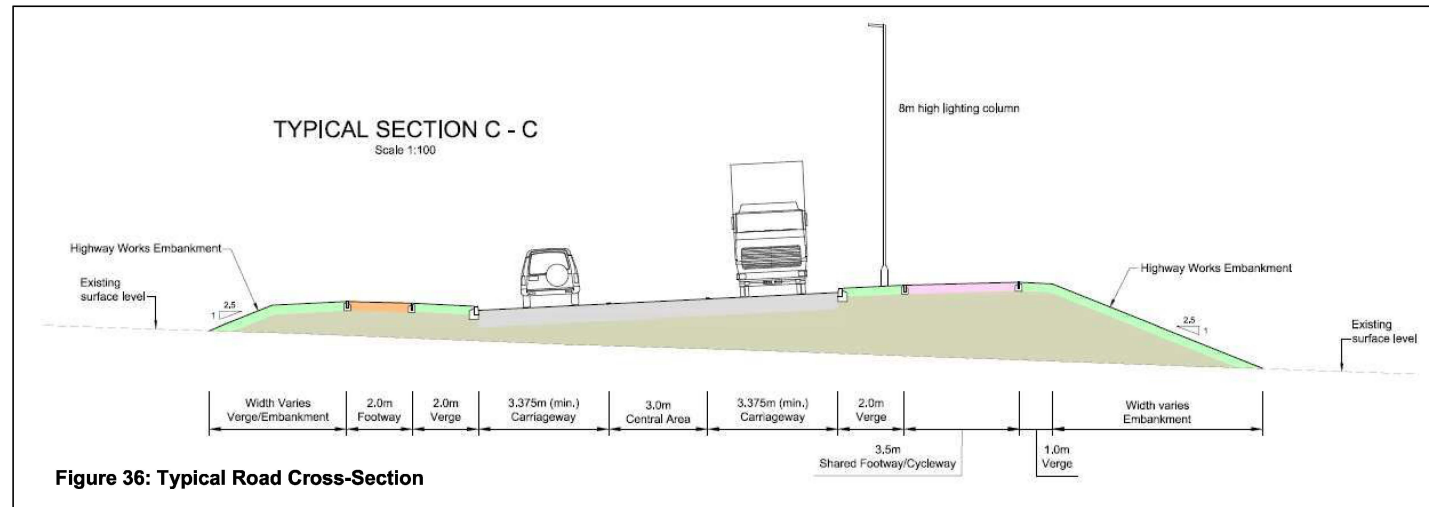 TYPICAL SECTION C - C
Scale 1:100
8m high lighting column
Highway Works Embankment
Existing
surface level
2.5
1
Highway Works Embankment
2.5
1
Existing
surface level
Width Varies
Verge/Embankment
2.0m
Footway
2.0m
Verge
3.375m (min.)
Carriageway
3.0m
Central Area
3.375m (min.)
Carriageway
2.0m
Verge
3.5m
Shared Footway/Cycleway
1.0m
Verge
Width varies
Embankment
Figure 36: Typical Road Cross-Section